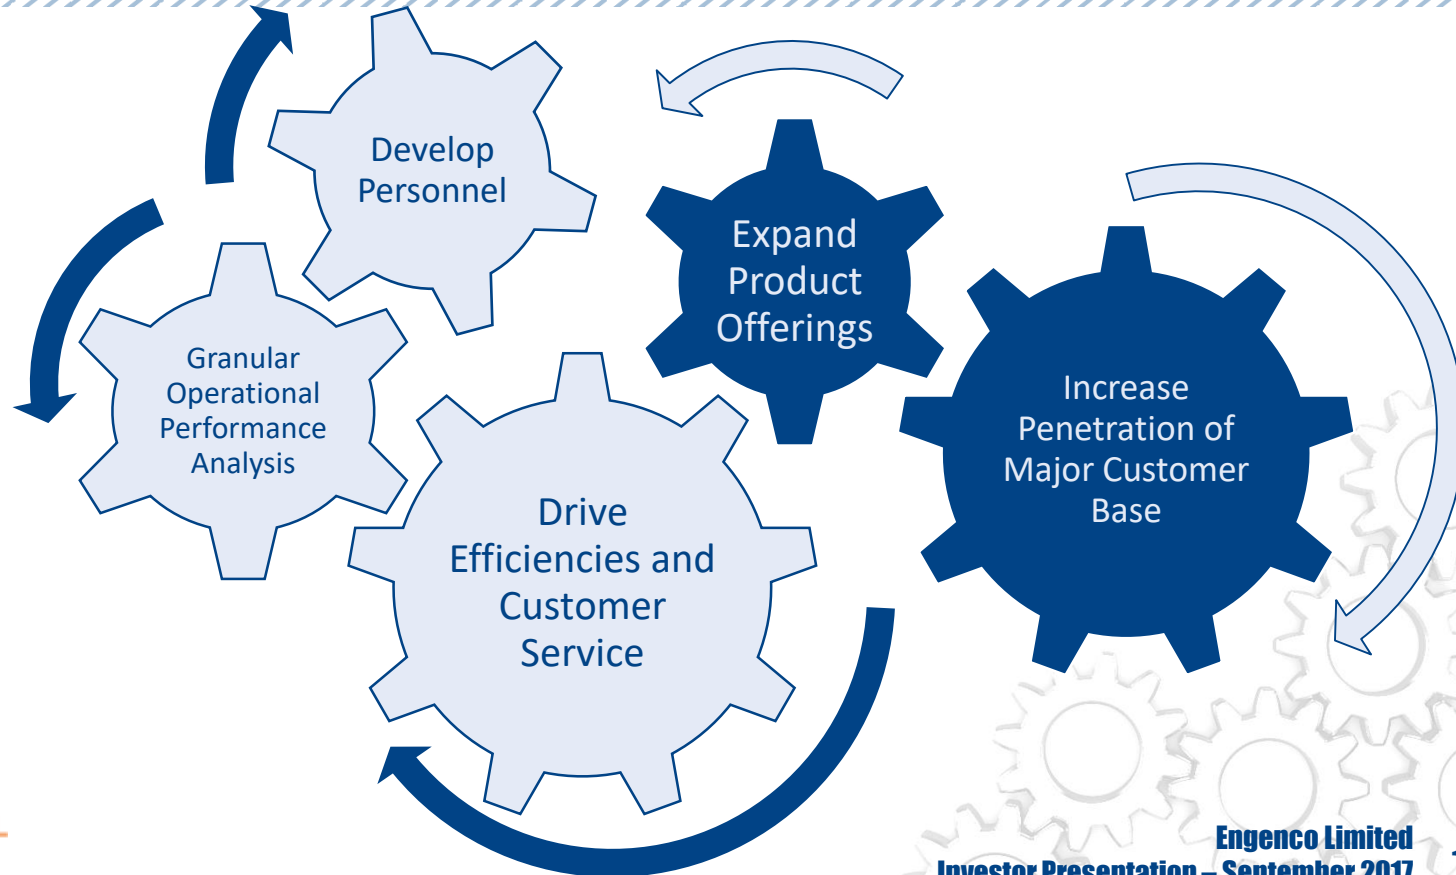 Develop
Personnel
Expand
Product
Offerings
Granular
Operational
Performance
Analysis
Increase
Penetration of
Major Customer
Base
Drive
Efficiencies and
Customer
Service
Engenco Limited
Investor Presentation – September 2017